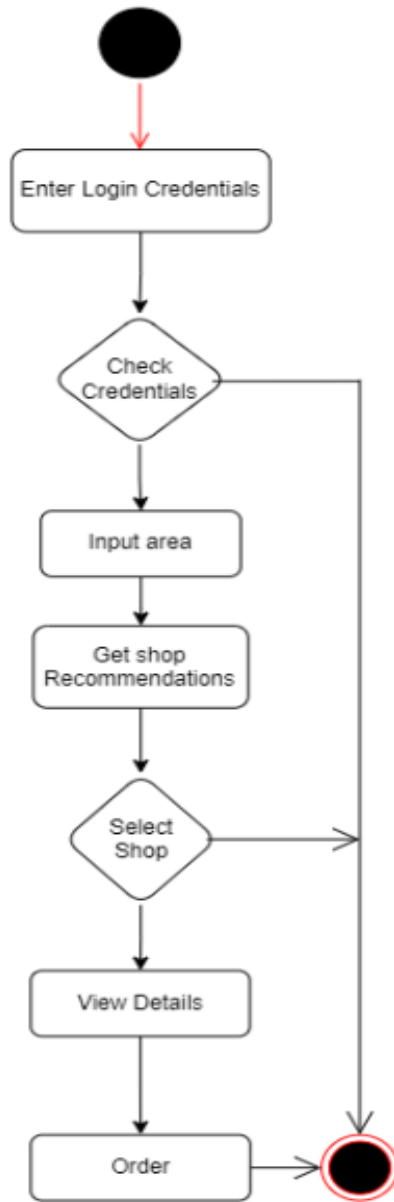 Enter Login Credentials
Check
Credentials
Input area
Get shop
Recommendations
Select
Shop
View Details
Order